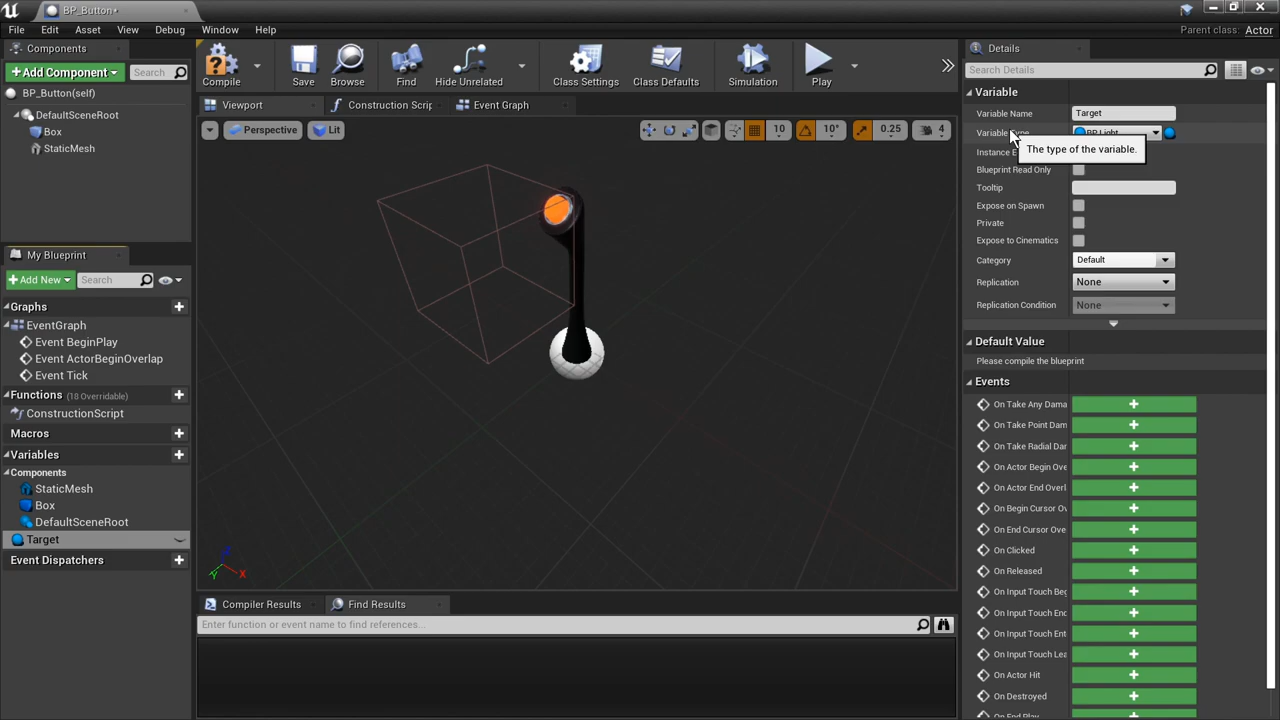 BP_Button•
File Edit Asset View Debug Window Help
Parent class: Actor
Components
Add Component
Search
BP_Button(self)
DefaultSceneRoot
Box
StaticMesh
My Blueprint
Add New
Search
Graphs
EventGraph
Event BeginPlay
Event ActorBeginOverlap
Event Tick
Functions (18 Overridable)
ConstructionScript
Macros
Variables
Components
StaticMesh
Box
DefaultSceneRoot
Target
Event Dispatchers
Compile
Save
Browse
Find
Hide Unrelated
Class Settings
Class Defaults
Simulation
Play
Viewport
Construction Scrip
Event Graph
Perspective
Lit
10
10°
0.25
4
Z
Y
X
Compiler Results
Find Results
Enter function or event name to find references...
Details
Search Details
Variable
Variable Name Target
Variable Type BP Light
The type of the variable.
Instance E
Blueprint Read Only
Tooltip
Expose on Spawn
Private
Expose to Cinematics
Category Default
Replication None
Replication Condition None
Default Value
Please compile the blueprint
Events
On Take Any Dama
On Take Point Dam
On Take Radial Dar
On Actor Begin Ove
On Actor End Overl
On Begin Cursor Ov
On End Cursor Ove
On Clicked
On Released
On Input Touch Beg
On Input Touch End
On Input Touch Ent
On Input Touch Lea
On Actor Hit
On Destroyed